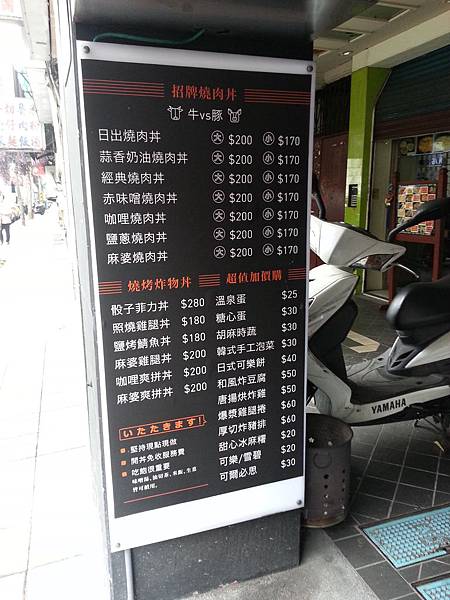 招牌燒肉丼
牛vs豚
日出燒肉丼 大 $200 小 $170
蒜香奶油燒肉丼 大 $200 小 $170
經典燒肉丼 大 $200 小 $170
赤味噌燒肉丼 大 $200 小 $170
咖哩燒肉丼 大 $200 小 $170
鹽蔥燒肉丼 大 $200 小 $170
麻婆燒肉丼 大 $200 小 $170
燒烤炸物丼
骰子菲力丼 $280
照燒雞腿丼 $180
鹽烤鯖魚丼 $180
麻婆雞腿丼 $200
咖哩爽拼丼 $200
麻婆爽拼丼 $200
いただきます!
堅持現點現做
開丼免收服務費
吃飽很重要
超值加價購
溫泉蛋 $25
糖心蛋 $30
胡麻時蔬 $30
韓式手工泡菜 $30
日式可樂餅 $40
和風炸豆腐 $50
唐揚烘炸雞 $50
爆漿雞腿捲 $60
厚切炸豬排 $60
甜心冰麻糬 $20
可樂/雪碧 $20
可爾必思 $30
YAMAHA